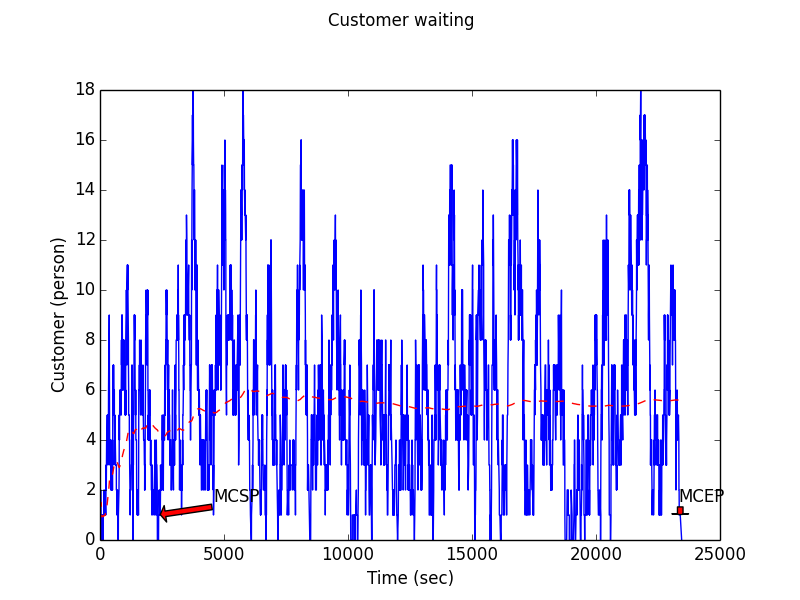 Customer waiting
Customer (person)
18
16
14
12
10
8
6
4
2
0
MCSP
MCEP
0 5000 10000 15000 20000 25000
Time (sec)